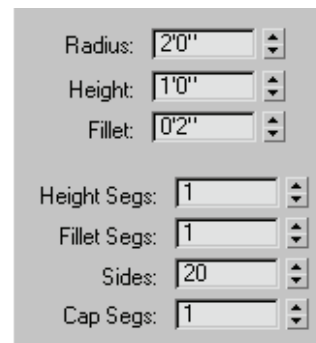 Radius: 2'0"
Height: 1'0"
Fillet: 0'2"
Height Segs: 1
Fillet Segs: 1
Sides: 20
Cap Segs: 1